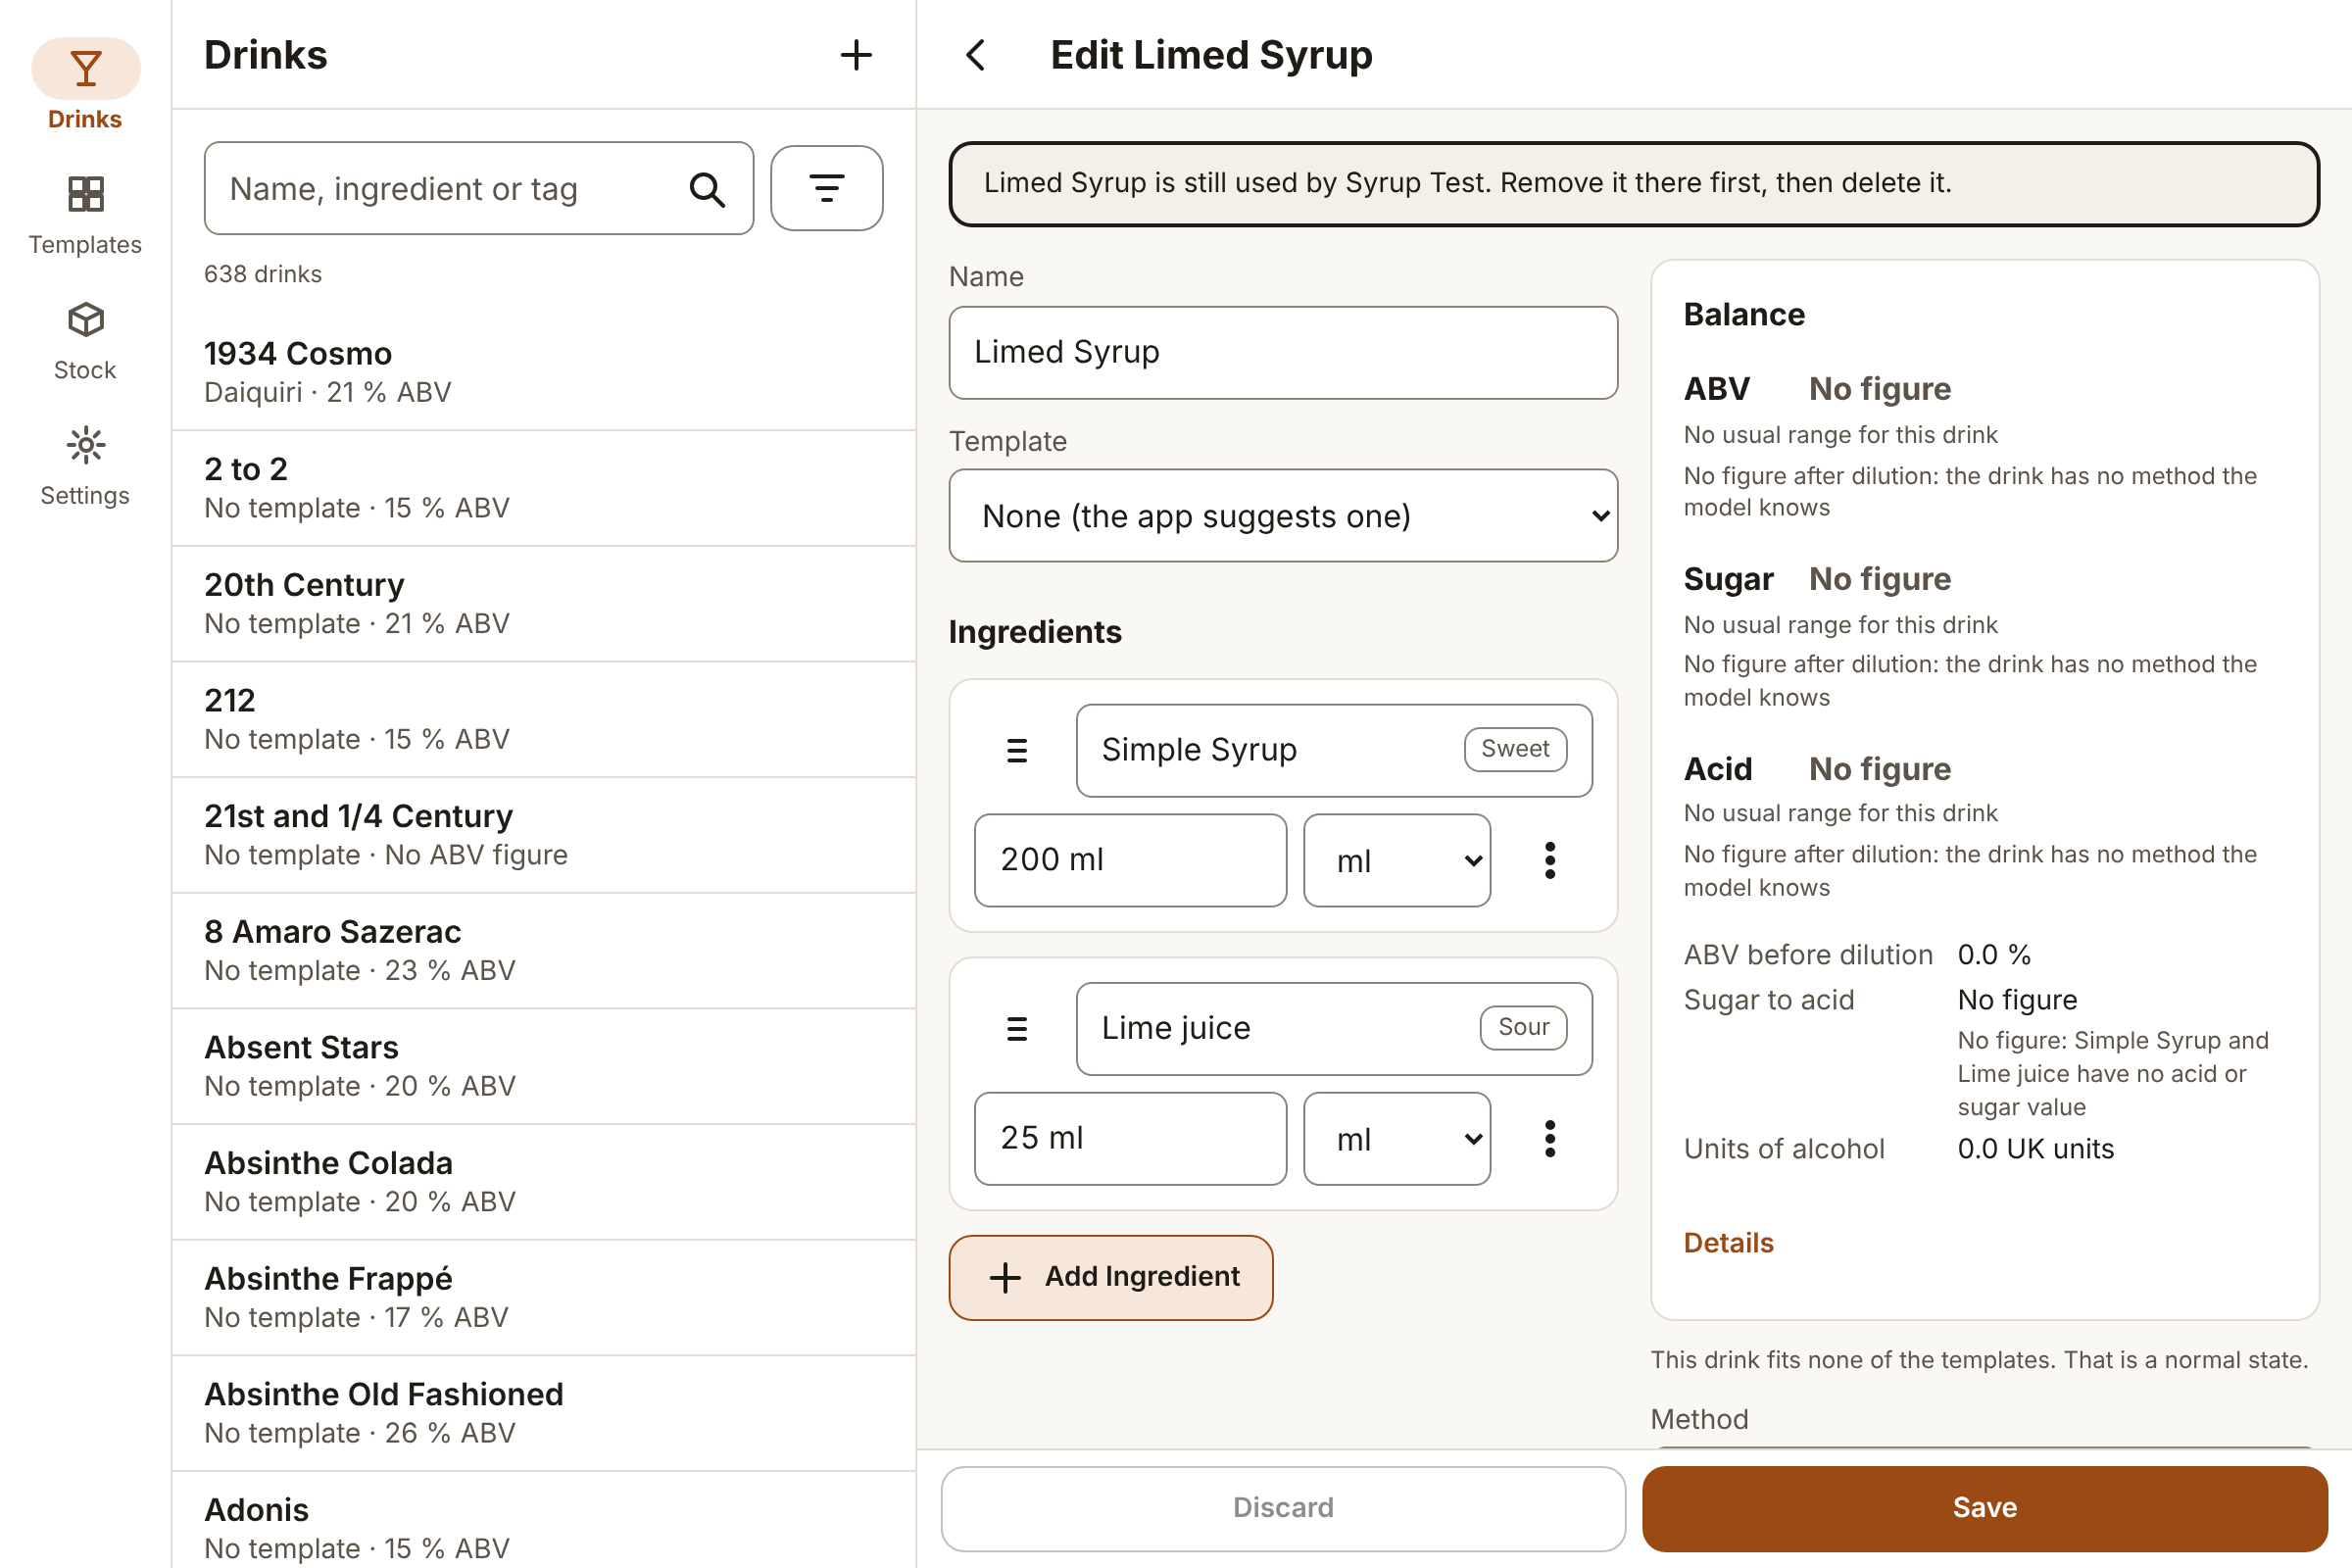 Drinks
Templates
Stock
Settings
Drinks
Name, ingredient or tag
638 drinks
1934 Cosmo
Daiquiri · 21 % ABV
2 to 2
No template · 15 % ABV
20th Century
No template · 21 % ABV
212
No template · 15 % ABV
21st and 1/4 Century
No template · No ABV figure
8 Amaro Sazerac
No template · 23 % ABV
Absent Stars
No template · 20 % ABV
Absinthe Colada
No template · 20 % ABV
Absinthe Frappé
No template · 17 % ABV
Absinthe Old Fashioned
No template · 26 % ABV
Adonis
No template · 15 % ABV
Edit Limed Syrup
Limed Syrup is still used by Syrup Test. Remove it there first, then delete it.
Name
Limed Syrup
Template
None (the app suggests one)
Ingredients
Simple Syrup Sweet
200 ml ml
Lime juice Sour
25 ml ml
Add Ingredient
Balance
ABV No figure
No usual range for this drink
No figure after dilution: the drink has no method the
model knows
Sugar No figure
No usual range for this drink
No figure after dilution: the drink has no method the
model knows
Acid No figure
No usual range for this drink
No figure after dilution: the drink has no method the
model knows
ABV before dilution 0.0 %
Sugar to acid No figure
No figure: Simple Syrup and
Lime juice have no acid or
sugar value
Units of alcohol 0.0 UK units
Details
This drink fits none of the templates. That is a normal state.
Method
Discard
Save